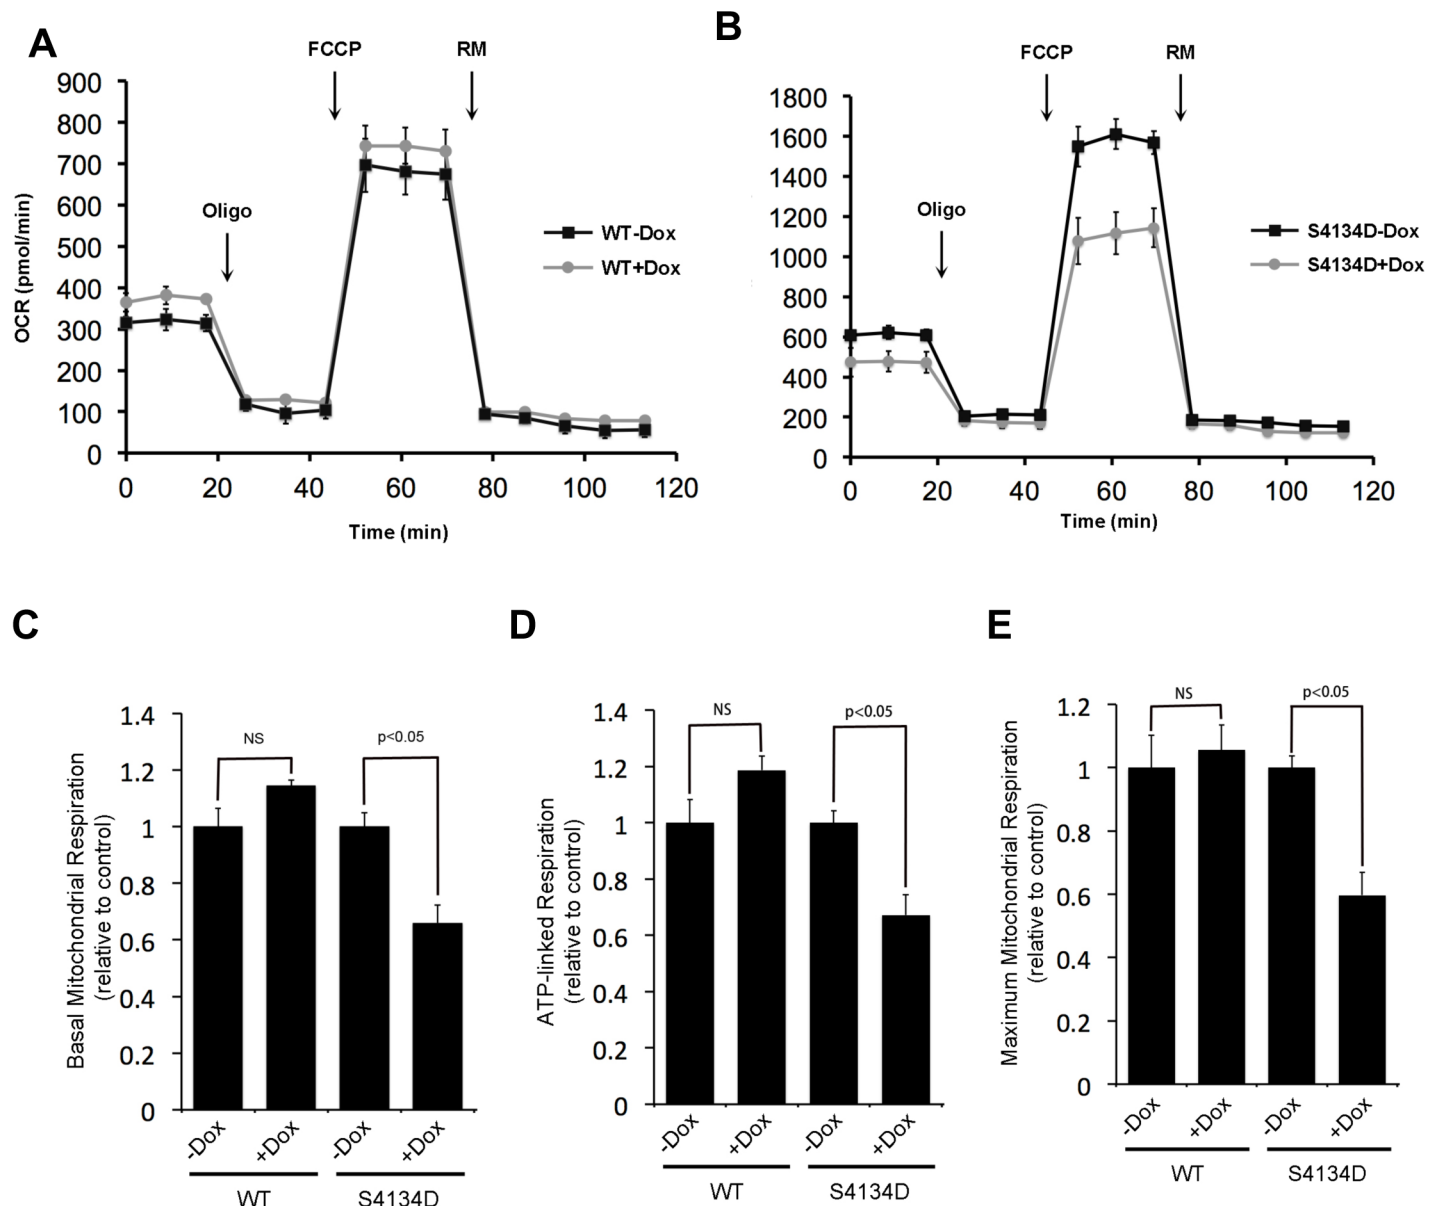 A
FCCP
RM
900
800
700
600
500
400
300
200
100
0
OCR (pmol/min)
Oligo
WT-Dox
WT+Dox
0 20 40 60 80 100 120
Time (min)
B
FCCP
RM
1800
1600
1400
1200
1000
800
600
400
200
0
Oligo
S4134D-Dox
S4134D+Dox
0 20 40 60 80 100 120
Time (min)
C
Basal Mitochondrial Respiration
(relative to control)
1.4
1.2
1
0.8
0.6
0.4
0.2
0
NS
p<0.05
-Dox +Dox -Dox +Dox
WT S4134D
D
ATP-linked Respiration
(relative to control)
1.4
1.2
1
0.8
0.6
0.4
0.2
0
NS
p<0.05
-Dox +Dox -Dox +Dox
WT S4134D
E
Maximum Mitochondrial Respiration
(relative to control)
1.2
1
0.8
0.6
0.4
0.2
0
NS
p<0.05
-Dox +Dox -Dox +Dox
WT S4134D